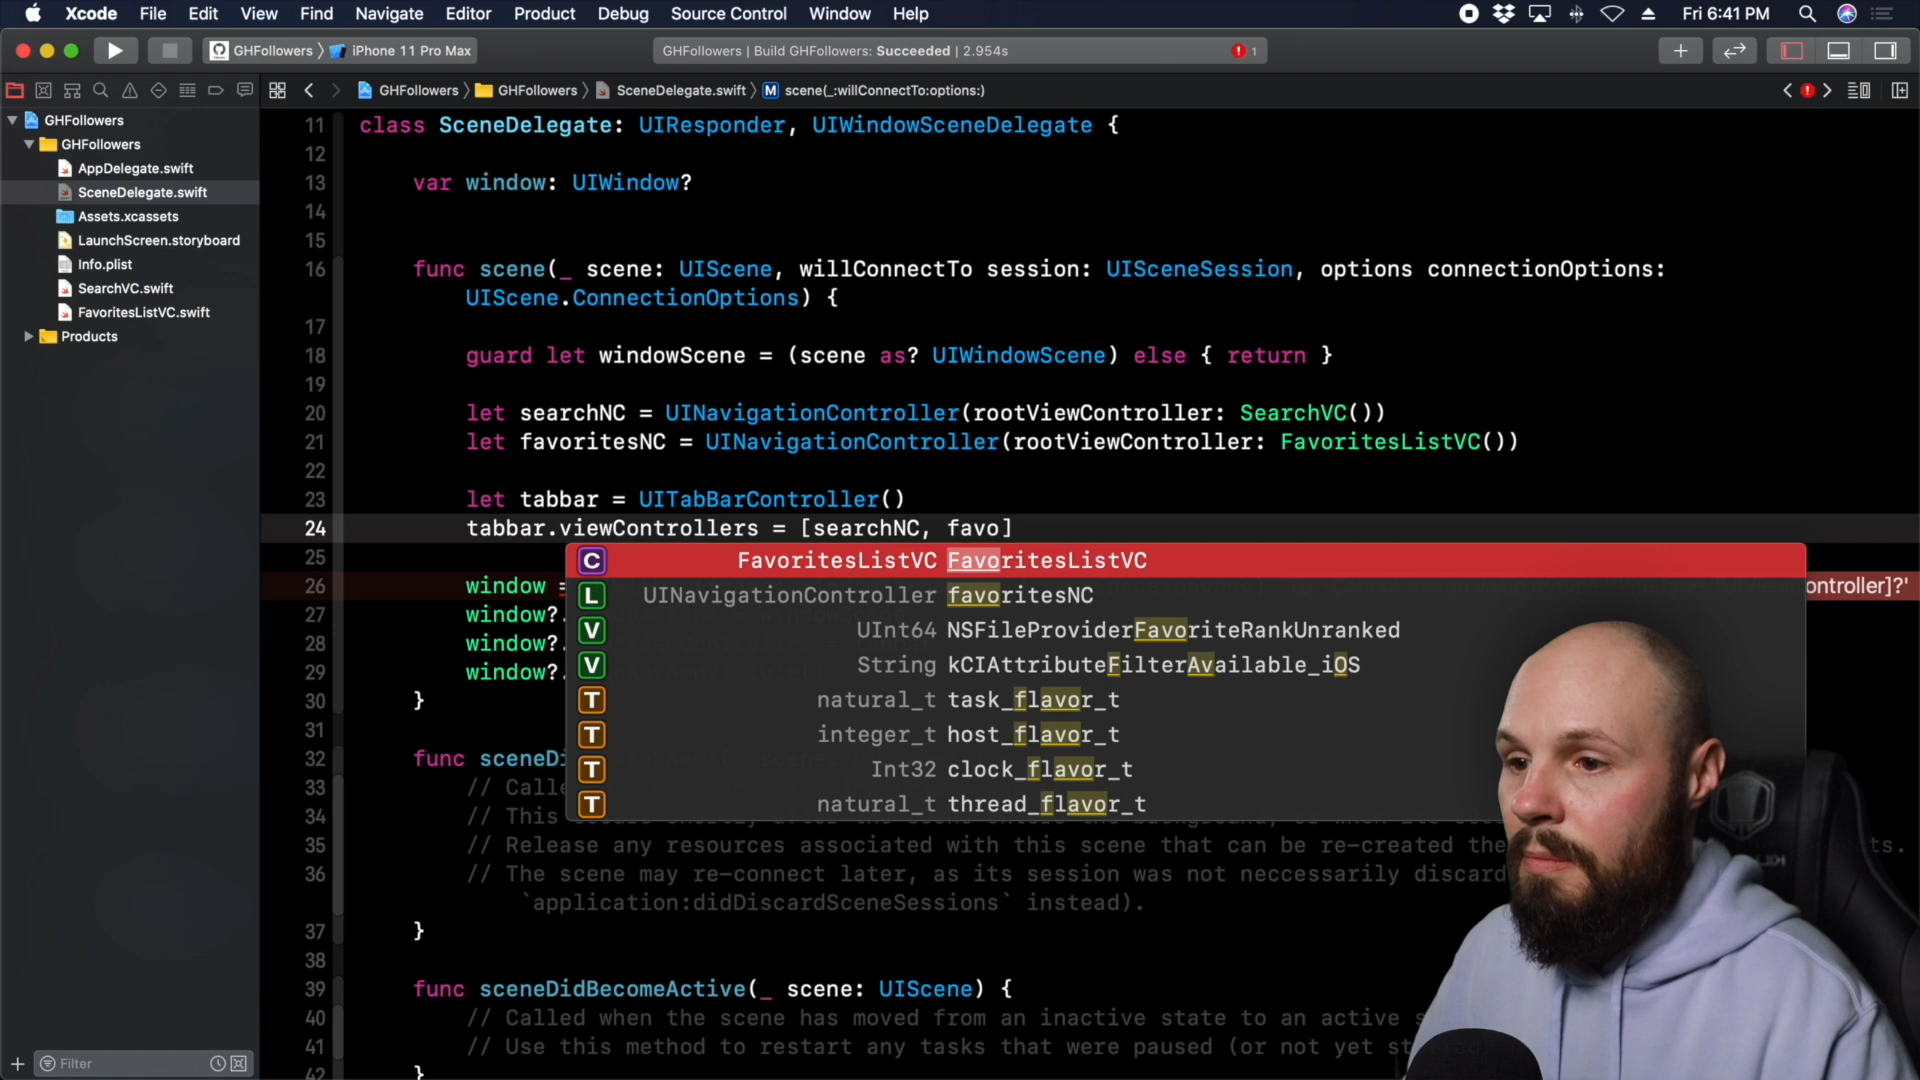 Xcode File Edit View Find Navigate Editor Product Debug Source Control Window Help Fri 6:41 PM
GHFollowers 〉 iPhone 11 Pro Max GHFollowers | Build GHFollowers: Succeeded | 2.954s 1
GHFollowers 〉 GHFollowers 〉 SceneDelegate.swift 〉 M scene(_:willConnectTo:options:)
GHFollowers
GHFollowers
AppDelegate.swift
SceneDelegate.swift
Assets.xcassets
LaunchScreen.storyboard
Info.plist
SearchVC.swift
FavoritesListVC.swift
Products
Filter
11 class SceneDelegate: UIResponder, UIWindowSceneDelegate {
12
13 var window: UIWindow?
14
15
16 func scene(_ scene: UIScene, willConnectTo session: UISceneSession, options connectionOptions:
UIScene.ConnectionOptions) {
17
18 guard let windowScene = (scene as? UIWindowScene) else { return }
19
20 let searchNC = UINavigationController(rootViewController: SearchVC())
21 let favoritesNC = UINavigationController(rootViewController: FavoritesListVC())
22
23 let tabbar = UITabBarController()
24 tabbar.viewControllers = [searchNC, favo]
25
C FavoritesListVC FavoritesListVC
L UINavigationController favoritesNC
V UInt64 NSFileProviderFavoriteRankUnranked
V String kCIAttributeFilterAvailable_iOS
T natural_t task_flavor_t
T integer_t host_flavor_t
T Int32 clock_flavor_t
T natural_t thread_flavor_t
26 window = ontroller]?'
27 window?.
28 window?.
29 window?.
30 }
31
32 func sceneDi
33 // Calle
34 // This
35 // Release any resources associated with this scene that can be re-created the ts.
36 // The scene may re-connect later, as its session was not neccessarily discard
`application:didDiscardSceneSessions` instead).
37 }
38
39 func sceneDidBecomeActive(_ scene: UIScene) {
40 // Called when the scene has moved from an inactive state to an active s
41 // Use this method to restart any tasks that were paused (or not yet st
42 }